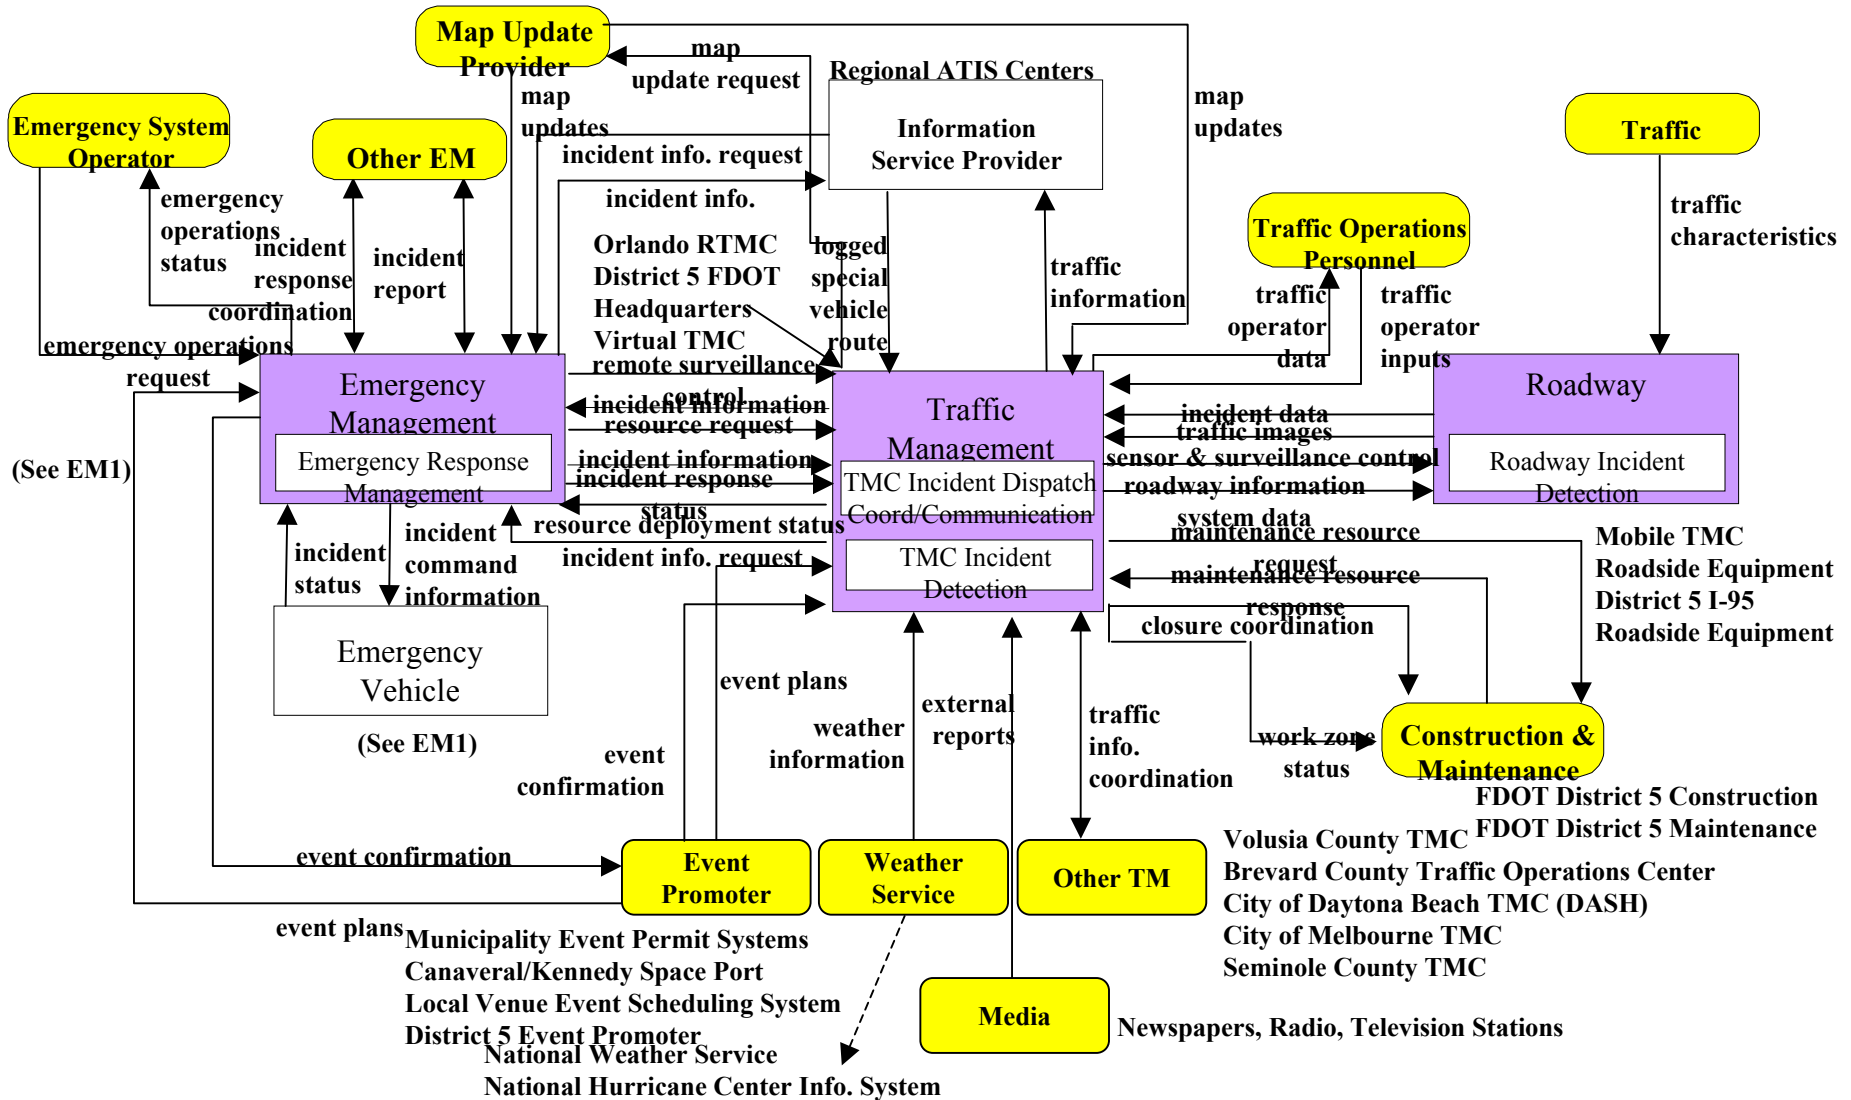 Map Update
Provider
map
update request
Regional ATIS Centers
map
updates
map
updates
Emergency System
Operator
Other EM
Information
Service Provider
Traffic
incident info. request
incident info.
emergency
operations
status
incident
response
coordination
incident
report
Orlando RTMC
District 5 FDOT
Headquarters
Virtual TMC
logged
special
vehicle
route
traffic
information
Traffic Operations
Personnel
traffic
characteristics
traffic
operator
data
traffic
operator
inputs
emergency operations
request
(See EM1)
Emergency
Management
Emergency Response
Management
remote surveillance
control
incident information
resource request
incident information
incident response
status
resource deployment status
incident info. request
Traffic
Management
TMC Incident Dispatch
Coord/Communication
TMC Incident
Detection
incident data
traffic images
sensor & surveillance control
roadway information
system data
Roadway
Roadway Incident
Detection
maintenance resource
request
maintenance resource
response
closure coordination
Mobile TMC
Roadside Equipment
District 5 I-95
Roadside Equipment
incident
status
incident
command
information
Emergency
Vehicle
(See EM1)
event plans
event
confirmation
weather
information
external
reports
traffic
info.
coordination
work zone
status
Construction &
Maintenance
FDOT District 5 Construction
FDOT District 5 Maintenance
event confirmation
event plans
Event
Promoter
Weather
Service
Other TM
Volusia County TMC
Brevard County Traffic Operations Center
City of Daytona Beach TMC (DASH)
City of Melbourne TMC
Seminole County TMC
Municipality Event Permit Systems
Canaveral/Kennedy Space Port
Local Venue Event Scheduling System
District 5 Event Promoter
National Weather Service
National Hurricane Center Info. System
Media
Newspapers, Radio, Television Stations